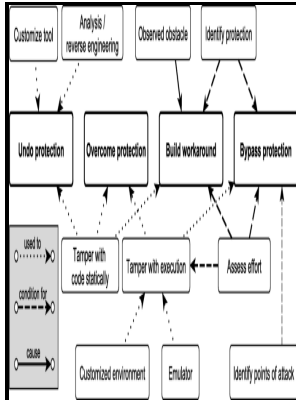 Customize tool
Analysis /
reverse engineering
Observed obstacle
Identify protection
Undo protection
Overcome protection
Build workaround
Bypass protection
used to
condition for
cause
Tamper with
code statically
Tamper with execution
Assess effort
Customized environment
Emulator
Identify points of attack